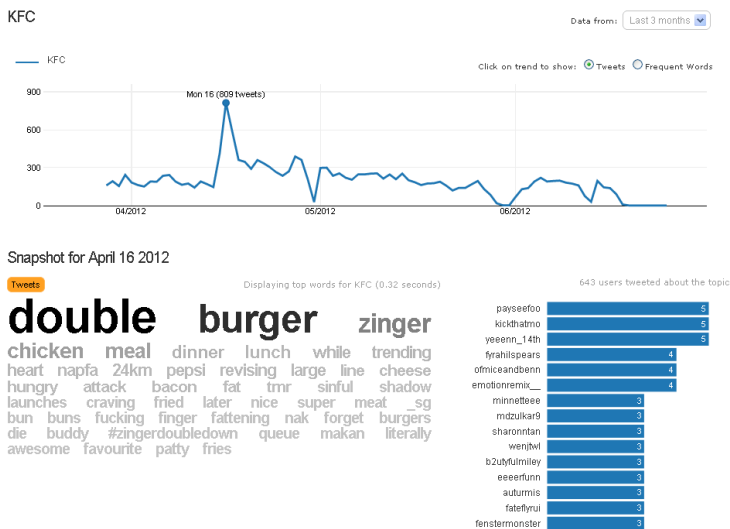 KFC
Data from: Last 3 months
KFC
Click on trend to show: Tweets Frequent Words
Mon 16 (809 tweets)
900
600
300
0
04/2012 05/2012 06/2012
Snapshot for April 16 2012
Tweets Displaying top words for KFC (0.32 seconds)
double burger zinger
chicken meal dinner lunch while trending
heart napfa 24km pepsi revising large line cheese
hungry attack bacon fat tmr sinful shadow
launches craving fried later nice super meat _sg
bun buns fucking finger fattening nak forget burgers
die buddy #zingerdoubledown queue makan literally
awesome favourite patty fries
643 users tweeted about the topic
payseefoo 5
kickthatmo 5
yeeenn_14th 5
fyrahilspears 4
ofmiceandbenn 4
emotionremix__ 4
minnetteee 3
mdzulkar9 3
sharonntan 3
wenjtwl 3
b2utyfulmiley 3
eeeerfunn 3
auturmis 3
fateflyrui 3
fenstermonster 3